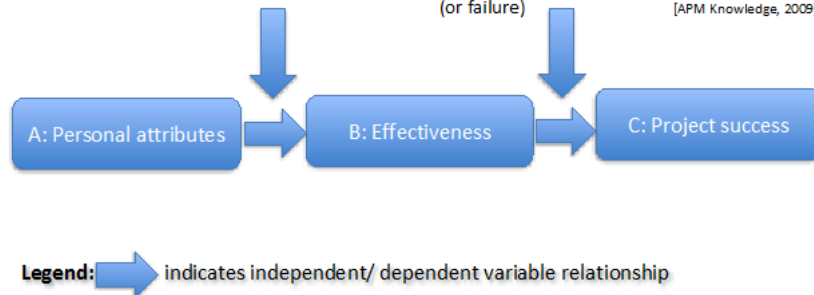 (or failure)
[APM Knowledge, 2009
A: Personal attributes
B: Effectiveness
C: Project success
Legend: indicates independent/ dependent variable relationship